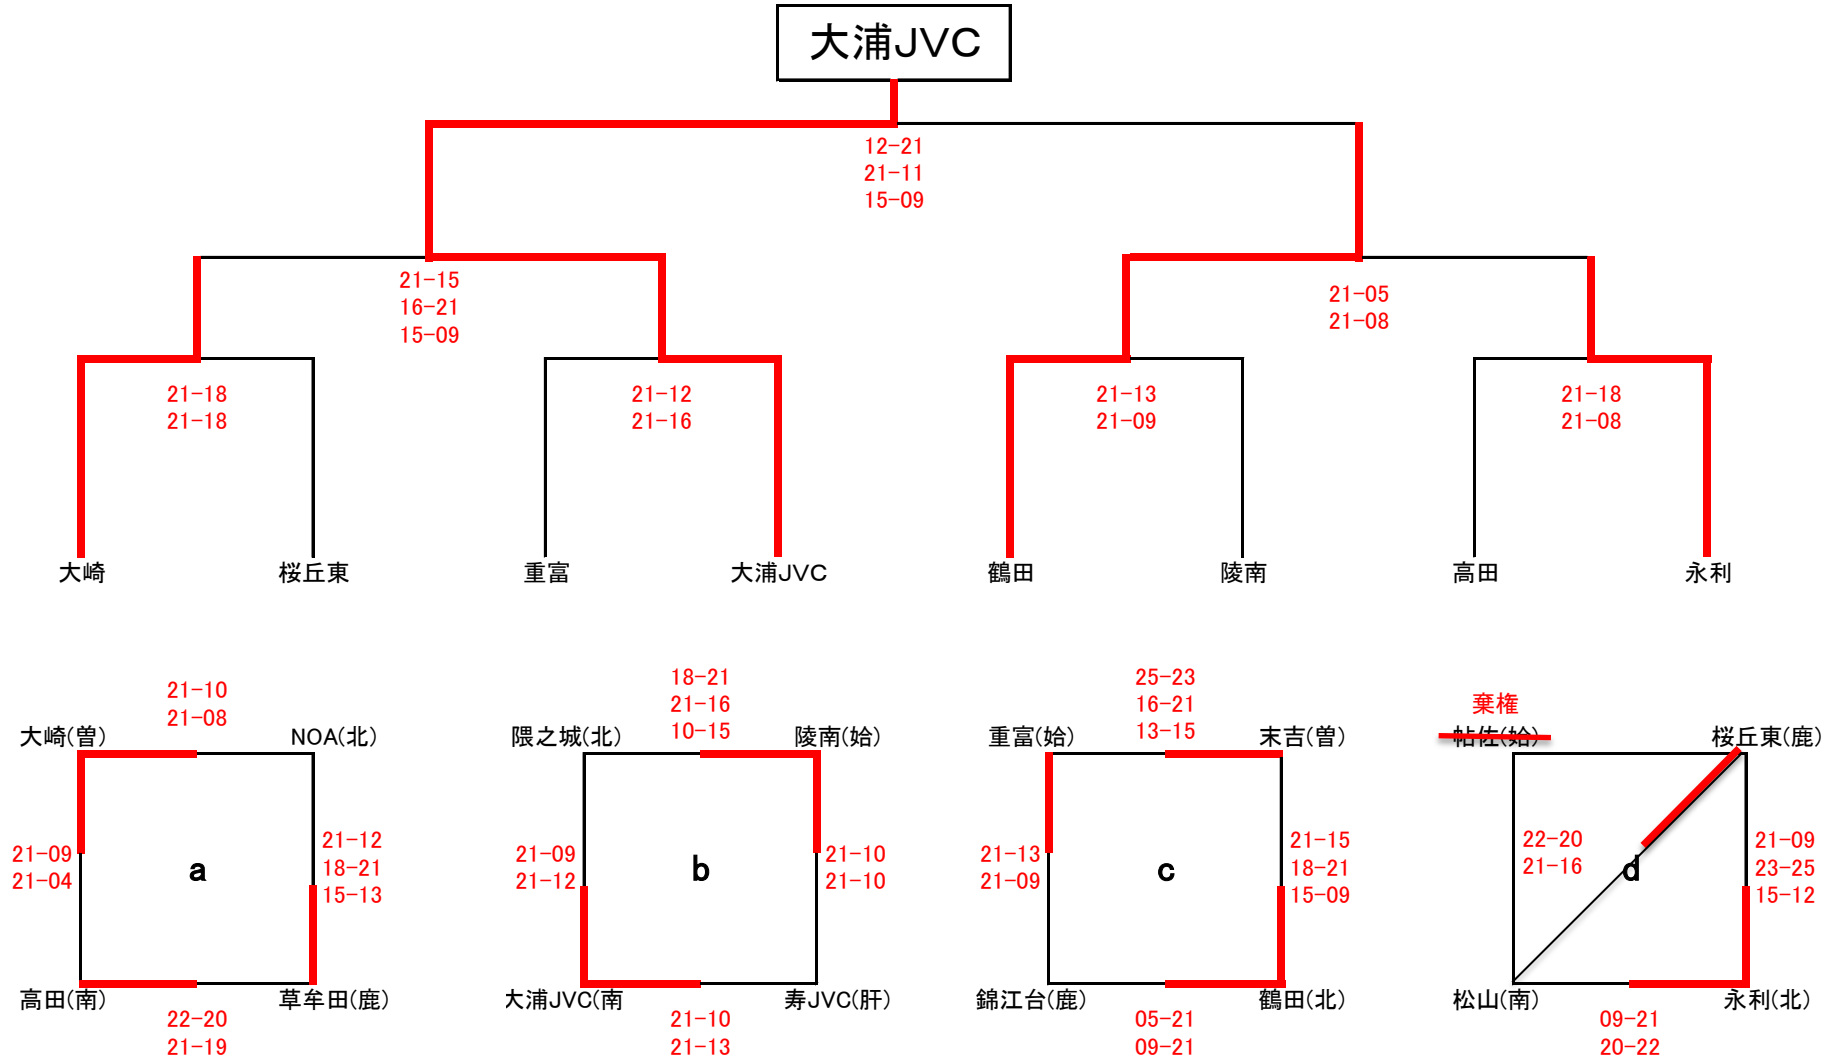 大浦JVC
12-21
21-11
15-09
21-15
16-21
15-09
21-05
21-08
21-18
21-18
21-12
21-16
21-13
21-09
21-18
21-08
大崎
桜丘東
重富
大浦JVC
鶴田
陵南
高田
永利
21-10
21-08
大崎(曽)
NOA(北)
21-09
21-04
a
21-12
18-21
15-13
高田(南)
草牟田(鹿)
22-20
21-19
18-21
21-16
10-15
隈之城(北)
陵南(姶)
21-09
21-12
b
21-10
21-10
大浦JVC(南
寿JVC(肝)
21-10
21-13
25-23
16-21
13-15
重富(姶)
末吉(曽)
21-13
21-09
c
21-15
18-21
15-09
錦江台(鹿)
鶴田(北)
05-21
09-21
棄権
帖佐(姶)
桜丘東(鹿)
22-20
21-16
d
21-09
23-25
15-12
松山(南)
永利(北)
09-21
20-22